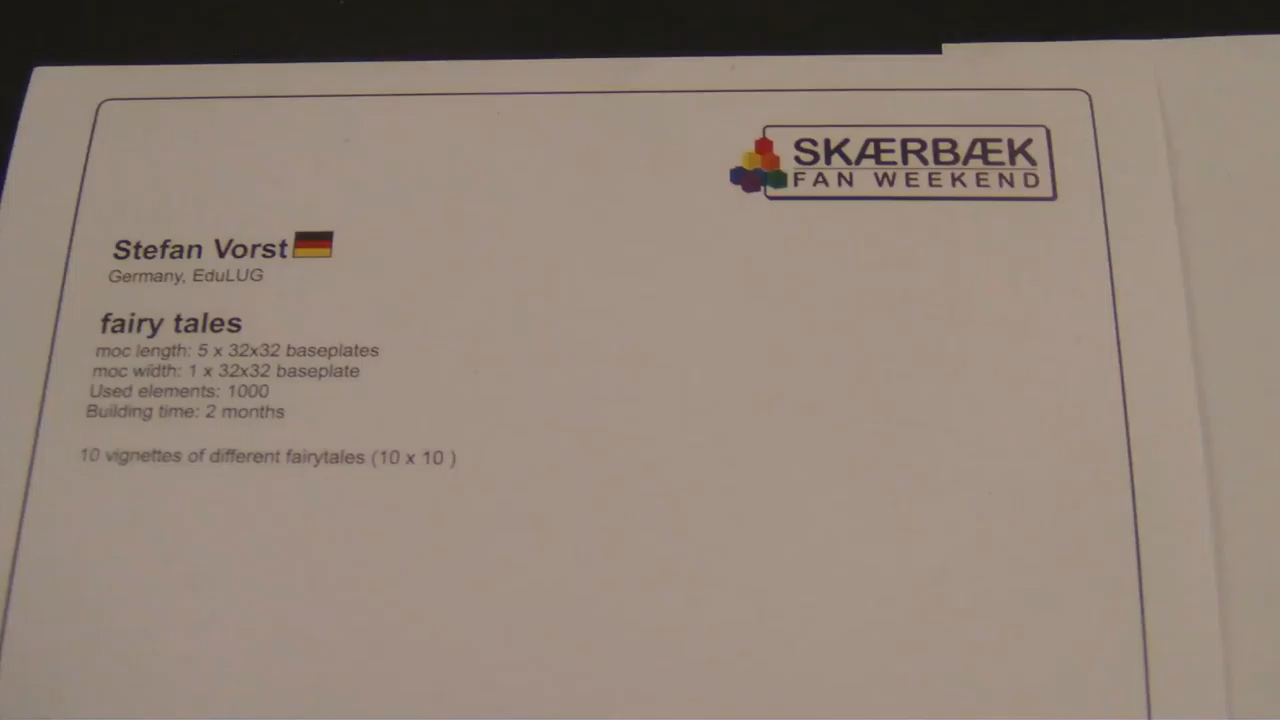 SKÆRBÆK
FAN WEEKEND
Stefan Vorst
Germany, EduLUG
fairy tales
moc length: 5 x 32x32 baseplates
moc width: 1 x 32x32 baseplate
Used elements: 1000
Building time: 2 months
10 vignettes of different fairytales (10 x 10 )